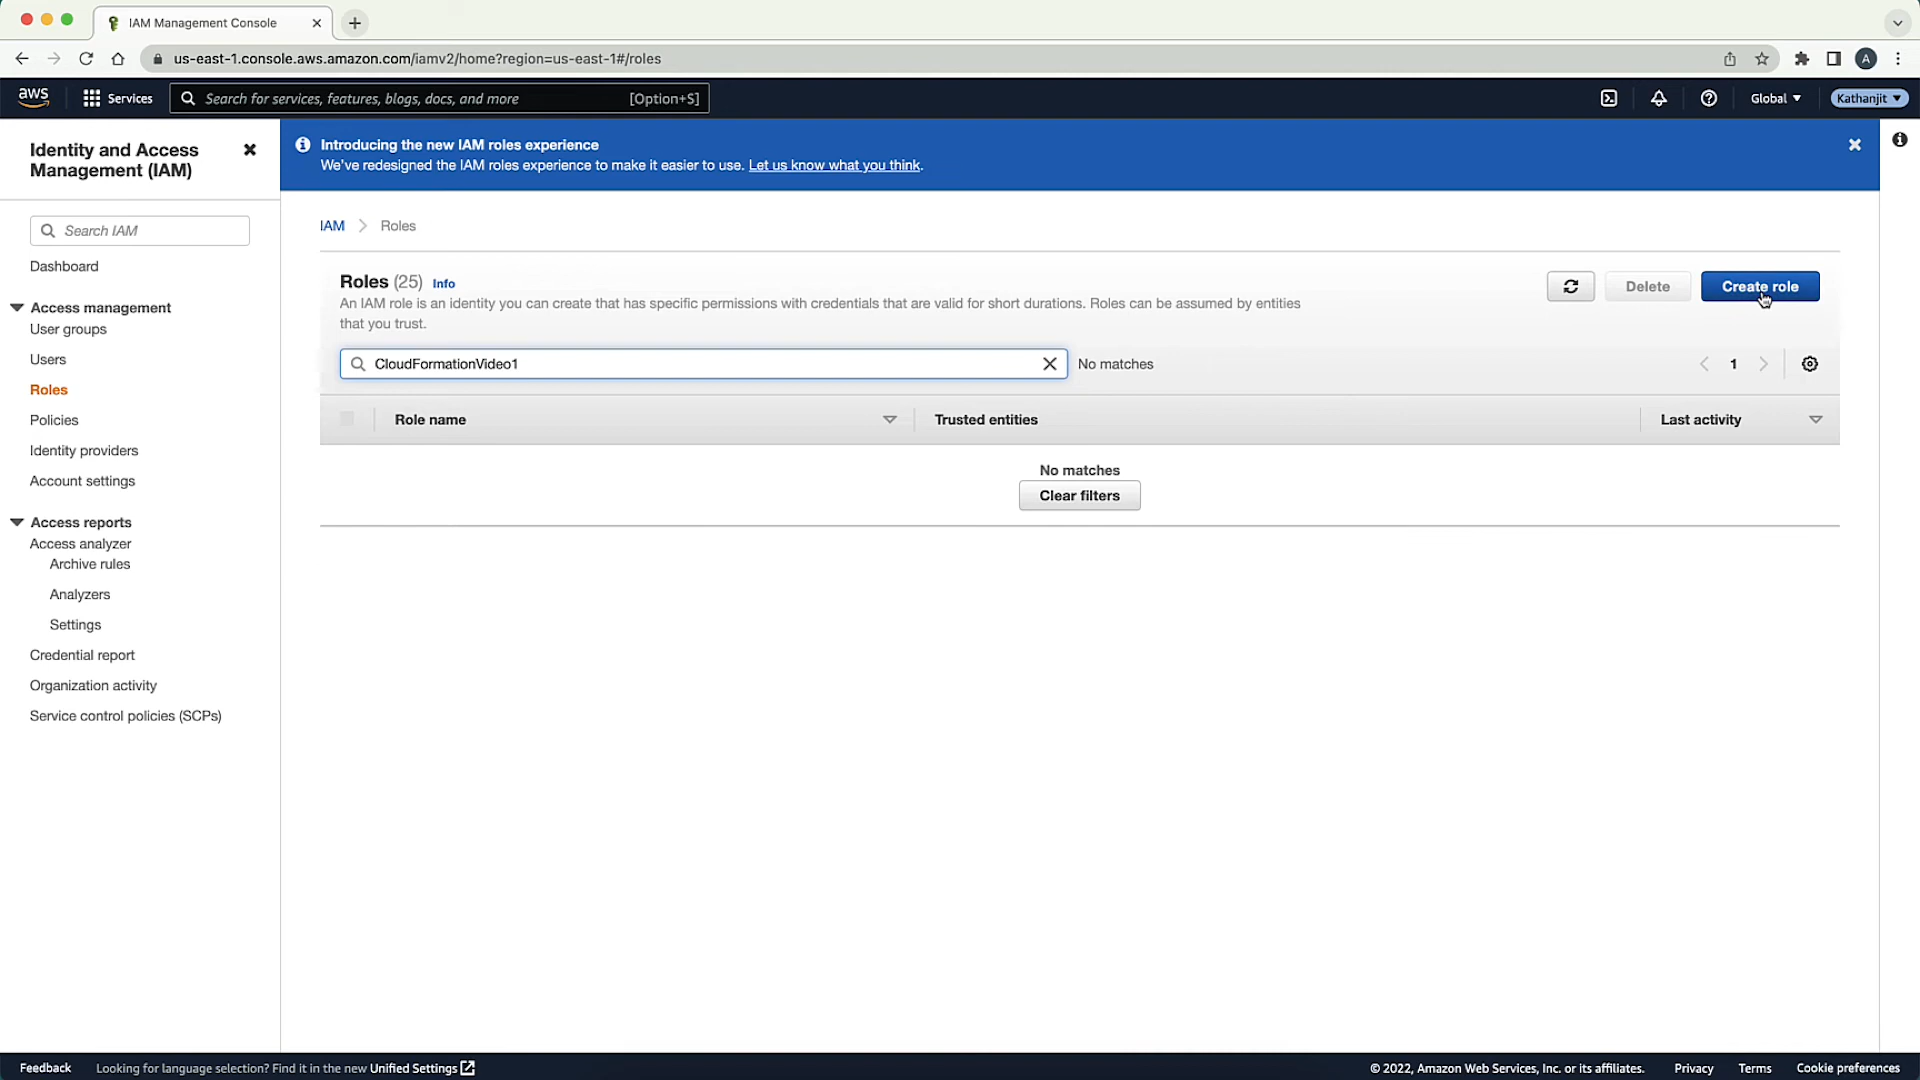 IAM Management Console
us-east-1.console.aws.amazon.com/iamv2/home?region=us-east-1#/roles
A
aws
Services
Search for services, features, blogs, docs, and more
[Option+S]
Global
Kathanjit
Identity and Access
Management (IAM)
Search IAM
Dashboard
Access management
User groups
Users
Roles
Policies
Identity providers
Account settings
Access reports
Access analyzer
Archive rules
Analyzers
Settings
Credential report
Organization activity
Service control policies (SCPs)
Introducing the new IAM roles experience
We've redesigned the IAM roles experience to make it easier to use. Let us know what you think.
IAM
Roles
Roles (25) Info
Delete
Create role
An IAM role is an identity you can create that has specific permissions with credentials that are valid for short durations. Roles can be assumed by entities
that you trust.
CloudFormationVideo1
No matches
1
Role name
Trusted entities
Last activity
No matches
Clear filters
Feedback
Looking for language selection? Find it in the new Unified Settings
© 2022, Amazon Web Services, Inc. or its affiliates.
Privacy
Terms
Cookie preferences